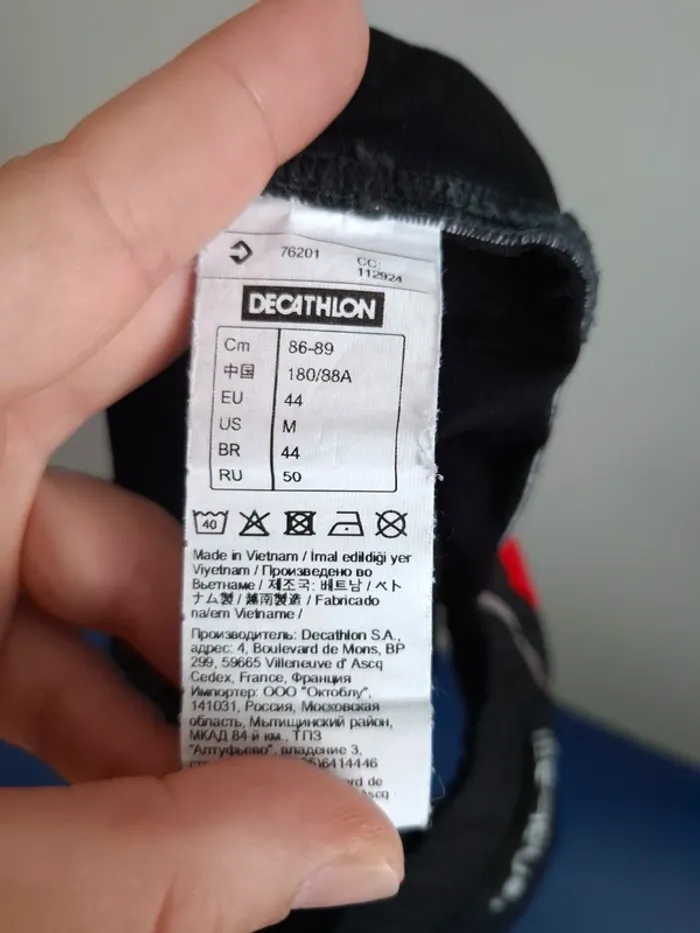 76201
CC:
112924
DECATHLON
Cm 86-89
中国 180/88A
EU 44
US M
BR 44
RU 50
40
Made in Vietnam / İmal edildiği yer
Viyetnam / Произведено во
Вьетнаме / 제조국: 베트남 / ベト
ナム製 / 越南製造 / Fabricado
na/em Vietname /
Производитель: Decathlon S.A.,
адрес: 4, Boulevard de Mons, BP
299, 59665 Villeneuve d' Ascq
Cedex, France, Франция
Импортер: ООО "Октоблу",
141031, Россия, Московская
область, Мытищинский район,
МКАД 84-й км., ТПЗ
"Алтуфьево", владение 3,
6414446
de